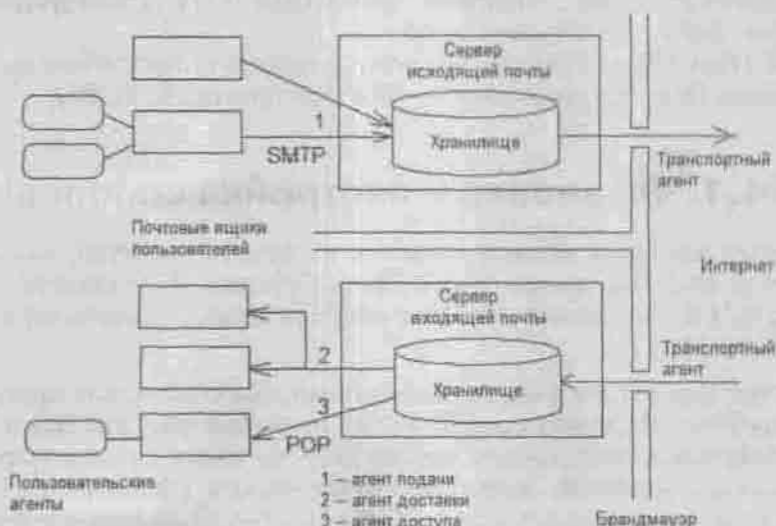 Сервер
исходящей почты
Хранилище
1
SMTP
Транспортный
агент
Почтовые ящики
пользователей
Интернет
Сервер
входящей почты
Хранилище
Транспортный
агент
2
3
POP
Пользовательские
агенты
1 – агент подачи
2 – агент доставки
3 – агент доступа
Брандмауэр